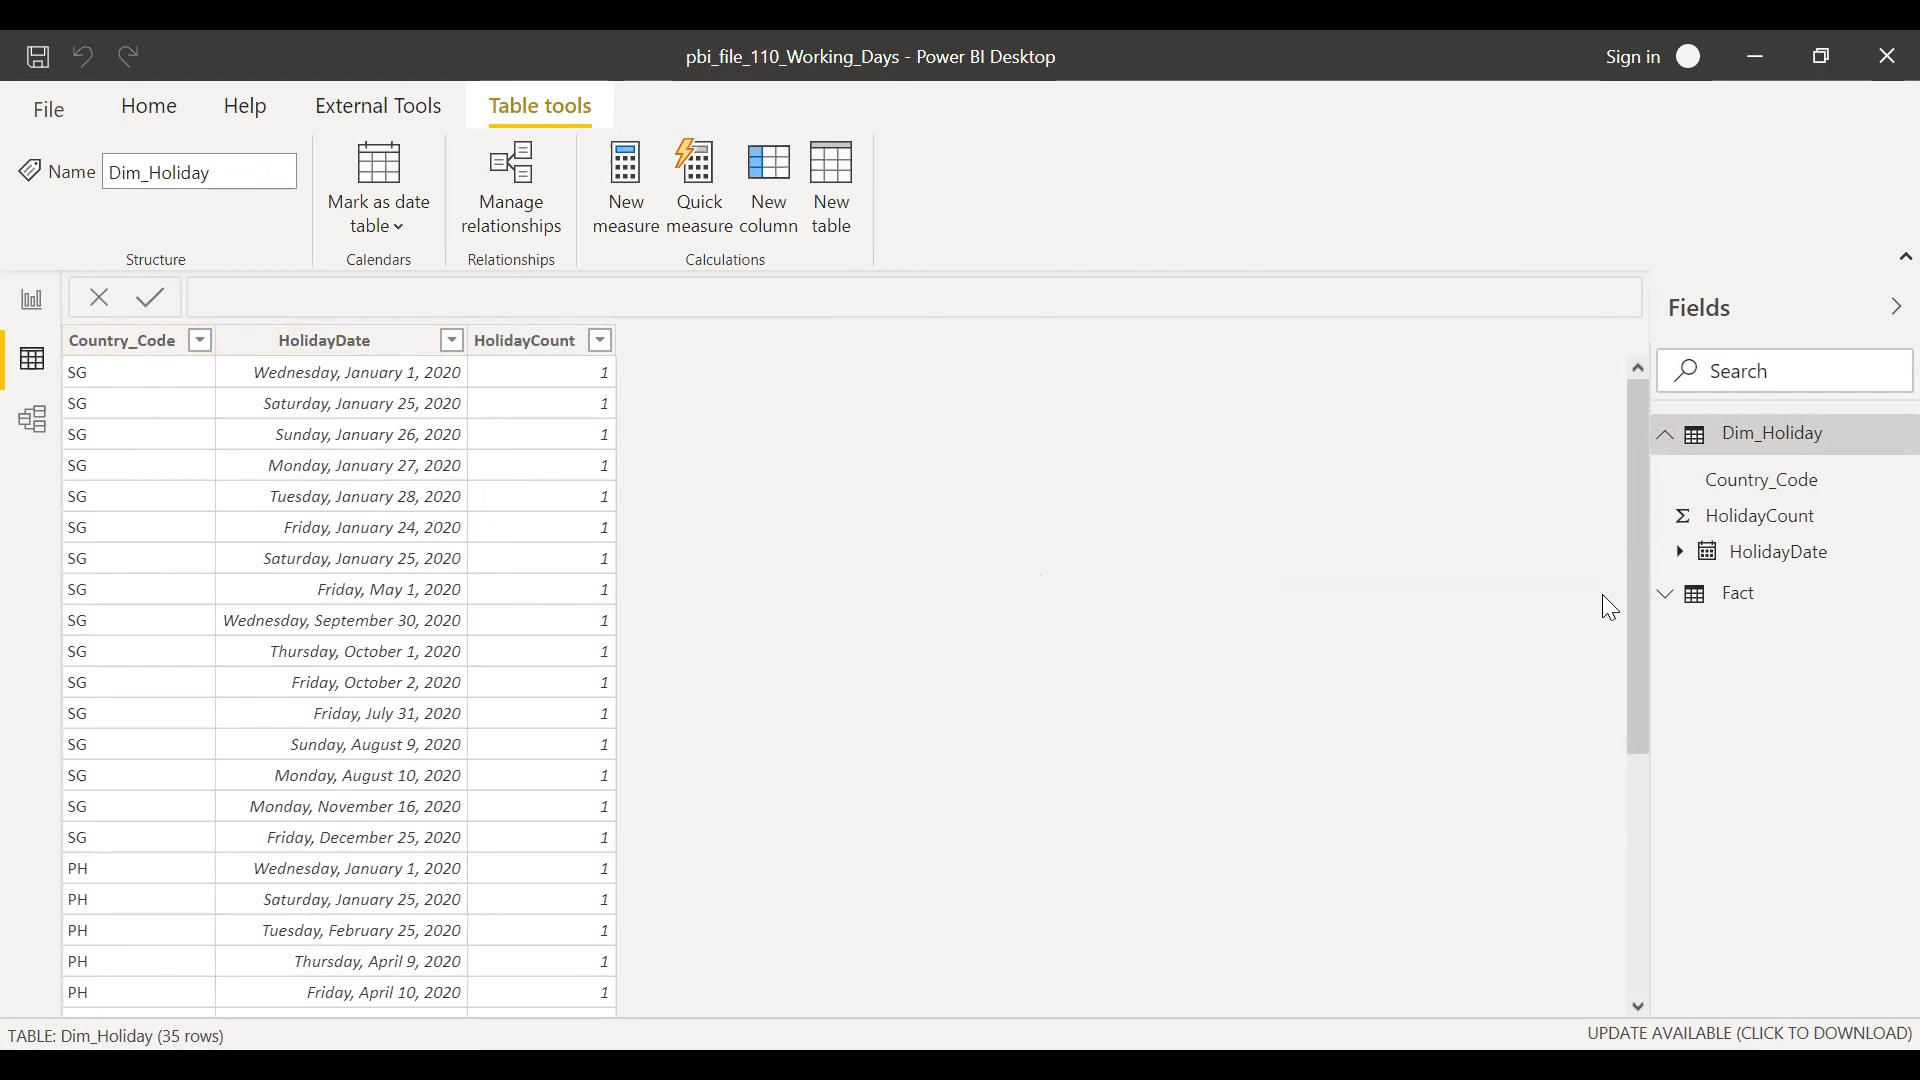 pbi_file_110_Working_Days - Power BI Desktop
Sign in
File Home Help External Tools Table tools
Name Dim_Holiday
Mark as date
table
Manage
relationships
New
measure
Quick
measure
New
column
New
table
Structure Calendars Relationships Calculations
Fields
Search
Dim_Holiday
Country_Code
Σ HolidayCount
HolidayDate
Fact
Country_Code HolidayDate HolidayCount
SG Wednesday, January 1, 2020 1
SG Saturday, January 25, 2020 1
SG Sunday, January 26, 2020 1
SG Monday, January 27, 2020 1
SG Tuesday, January 28, 2020 1
SG Friday, January 24, 2020 1
SG Saturday, January 25, 2020 1
SG Friday, May 1, 2020 1
SG Wednesday, September 30, 2020 1
SG Thursday, October 1, 2020 1
SG Friday, October 2, 2020 1
SG Friday, July 31, 2020 1
SG Sunday, August 9, 2020 1
SG Monday, August 10, 2020 1
SG Monday, November 16, 2020 1
SG Friday, December 25, 2020 1
PH Wednesday, January 1, 2020 1
PH Saturday, January 25, 2020 1
PH Tuesday, February 25, 2020 1
PH Thursday, April 9, 2020 1
PH Friday, April 10, 2020 1
TABLE: Dim_Holiday (35 rows)
UPDATE AVAILABLE (CLICK TO DOWNLOAD)